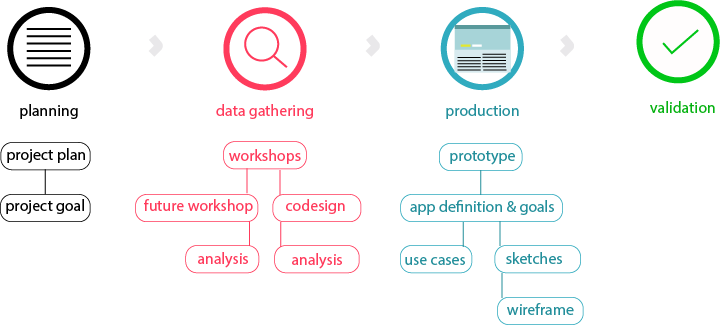 planning
data gathering
production
validation
project plan
project goal
workshops
future workshop
codesign
analysis
analysis
prototype
app definition & goals
use cases
sketches
wireframe